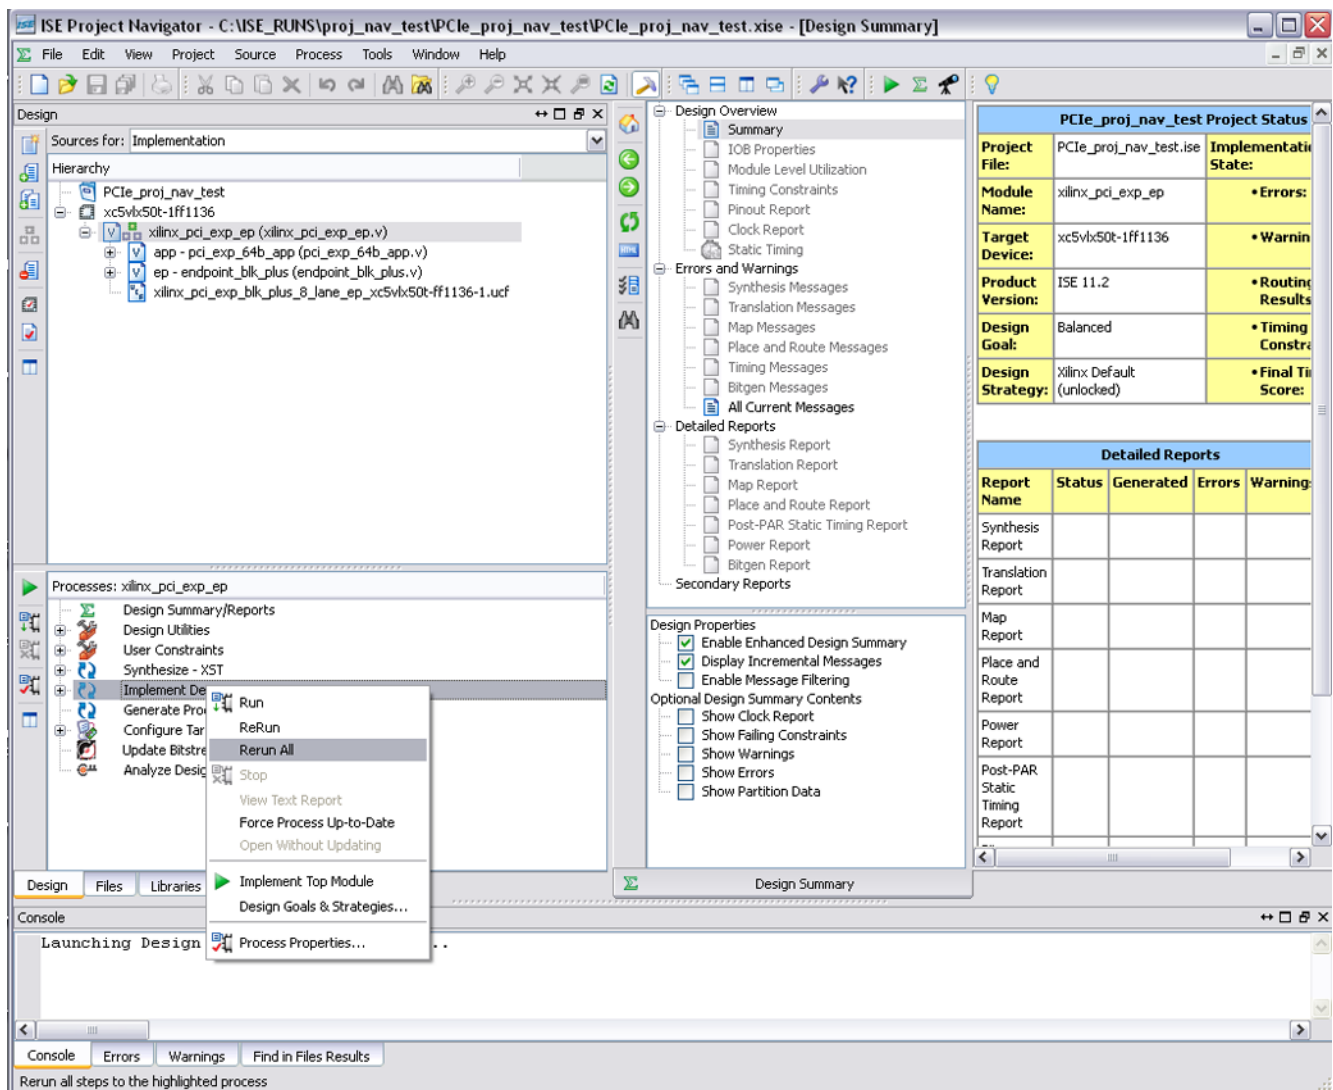 ISE Project Navigator - C:\ISE_RUNS\proj_nav_test\PCIe_proj_nav_test\PCIe_proj_nav_test.xise - [Design Summary]
File Edit View Project Source Process Tools Window Help
Design
Sources for: Implementation
Hierarchy
PCIe_proj_nav_test
xc5vlx50t-1ff1136
xilinx_pci_exp_ep (xilinx_pci_exp_ep.v)
app - pci_exp_64b_app (pci_exp_64b_app.v)
ep - endpoint_blk_plus (endpoint_blk_plus.v)
xilinx_pci_exp_blk_plus_8_lane_ep_xc5vlx50t-ff1136-1.ucf
Processes: xilinx_pci_exp_ep
Design Summary/Reports
Design Utilities
User Constraints
Synthesize - XST
Implement De
Generate Pro
Configure Tar
Update Bitstre
Analyze Desig
Run
ReRun
Rerun All
Stop
View Text Report
Force Process Up-to-Date
Open Without Updating
Implement Top Module
Design Goals & Strategies...
Process Properties...
Design Files Libraries
Design Overview
Summary
IOB Properties
Module Level Utilization
Timing Constraints
Pinout Report
Clock Report
Static Timing
Errors and Warnings
Synthesis Messages
Translation Messages
Map Messages
Place and Route Messages
Timing Messages
Bitgen Messages
All Current Messages
Detailed Reports
Synthesis Report
Translation Report
Map Report
Place and Route Report
Post-PAR Static Timing Report
Power Report
Bitgen Report
Secondary Reports
Design Properties
Enable Enhanced Design Summary
Display Incremental Messages
Enable Message Filtering
Optional Design Summary Contents
Show Clock Report
Show Failing Constraints
Show Warnings
Show Errors
Show Partition Data
Design Summary
PCIe_proj_nav_test Project Status
Project File: PCIe_proj_nav_test.ise Implementati State:
Module Name: xilinx_pci_exp_ep • Errors:
Target Device: xc5vlx50t-1ff1136 • Warnin
Product Version: ISE 11.2 • Routing Results
Design Goal: Balanced • Timing Constra
Design Strategy: Xilinx Default (unlocked) • Final Ti Score:
Detailed Reports
Report Name Status Generated Errors Warning
Synthesis Report
Translation Report
Map Report
Place and Route Report
Power Report
Post-PAR Static Timing Report
Console
Launching Design ..
Console Errors Warnings Find in Files Results
Rerun all steps to the highlighted process